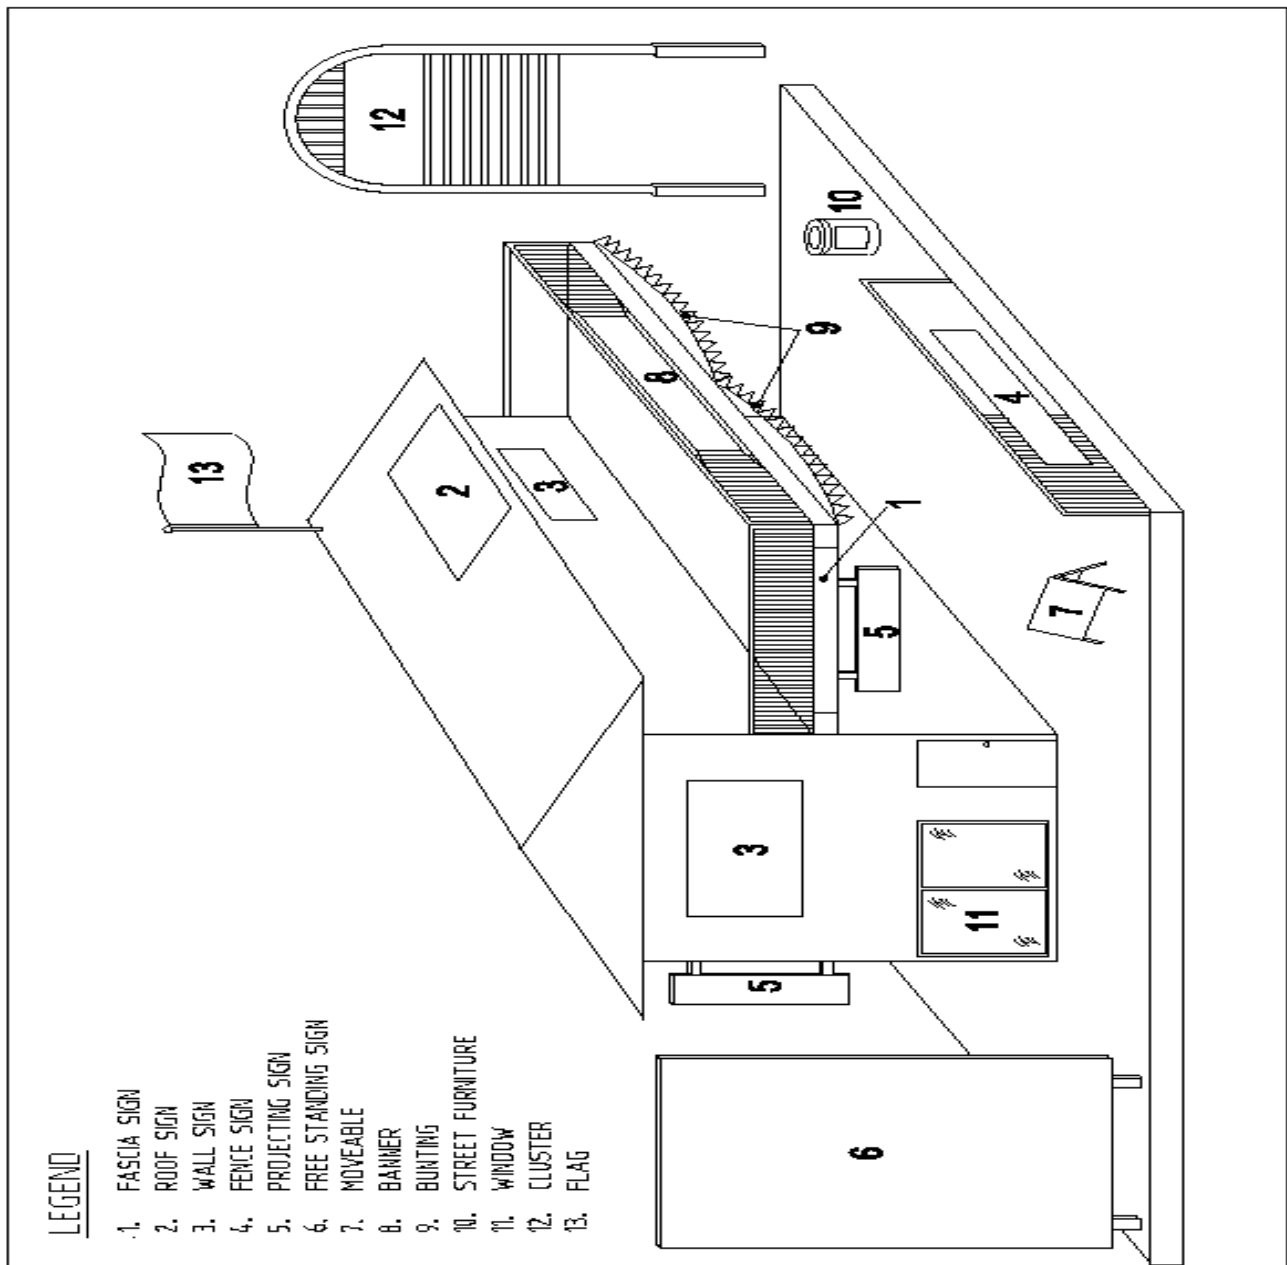 LEGEND
1. FASCIA SIGN
2. ROOF SIGN
3. WALL SIGN
4. FENCE SIGN
5. PROJECTING SIGN
6. FREE STANDING SIGN
7. MOVEABLE
8. BANNER
9. BUNTING
10. STREET FURNITURE
11. WINDOW
12. CLUSTER
13. FLAG
6
5
11
3
3
2
13
5
1
8
9
12
7
4
10